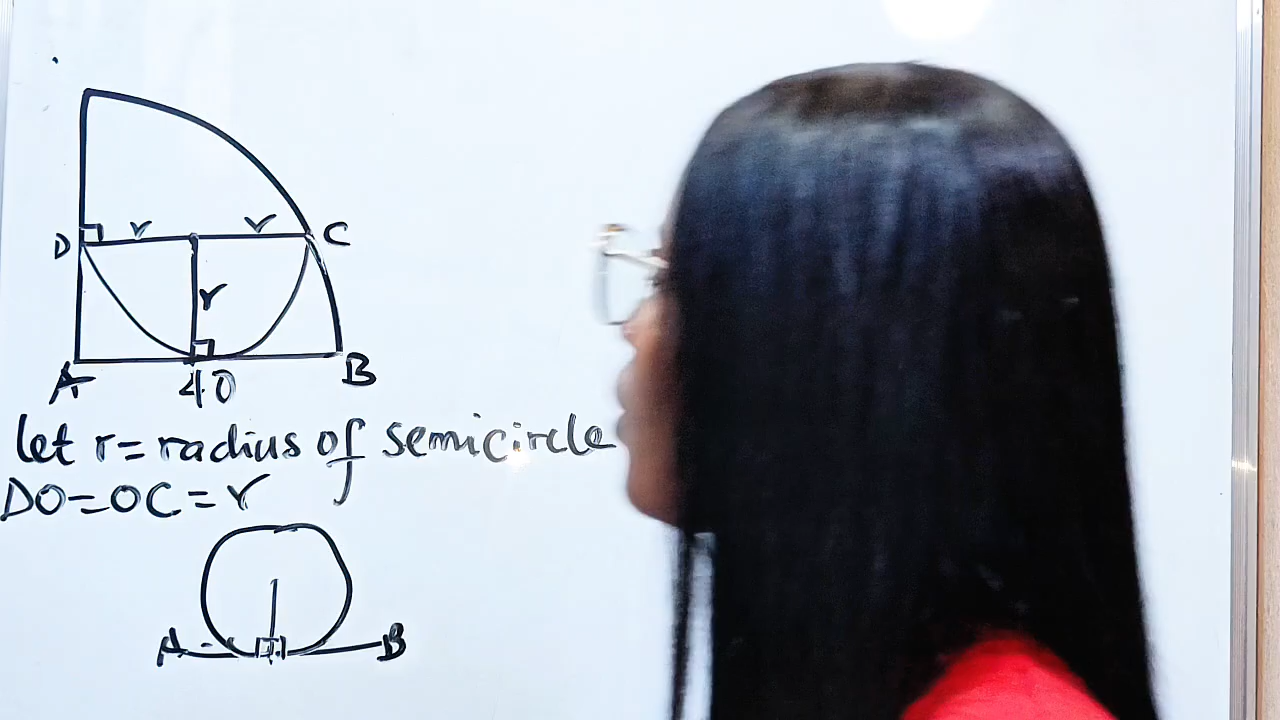 D r r C
r
A 40 B
let r = radius of semicircle
DO = OC = r
A B